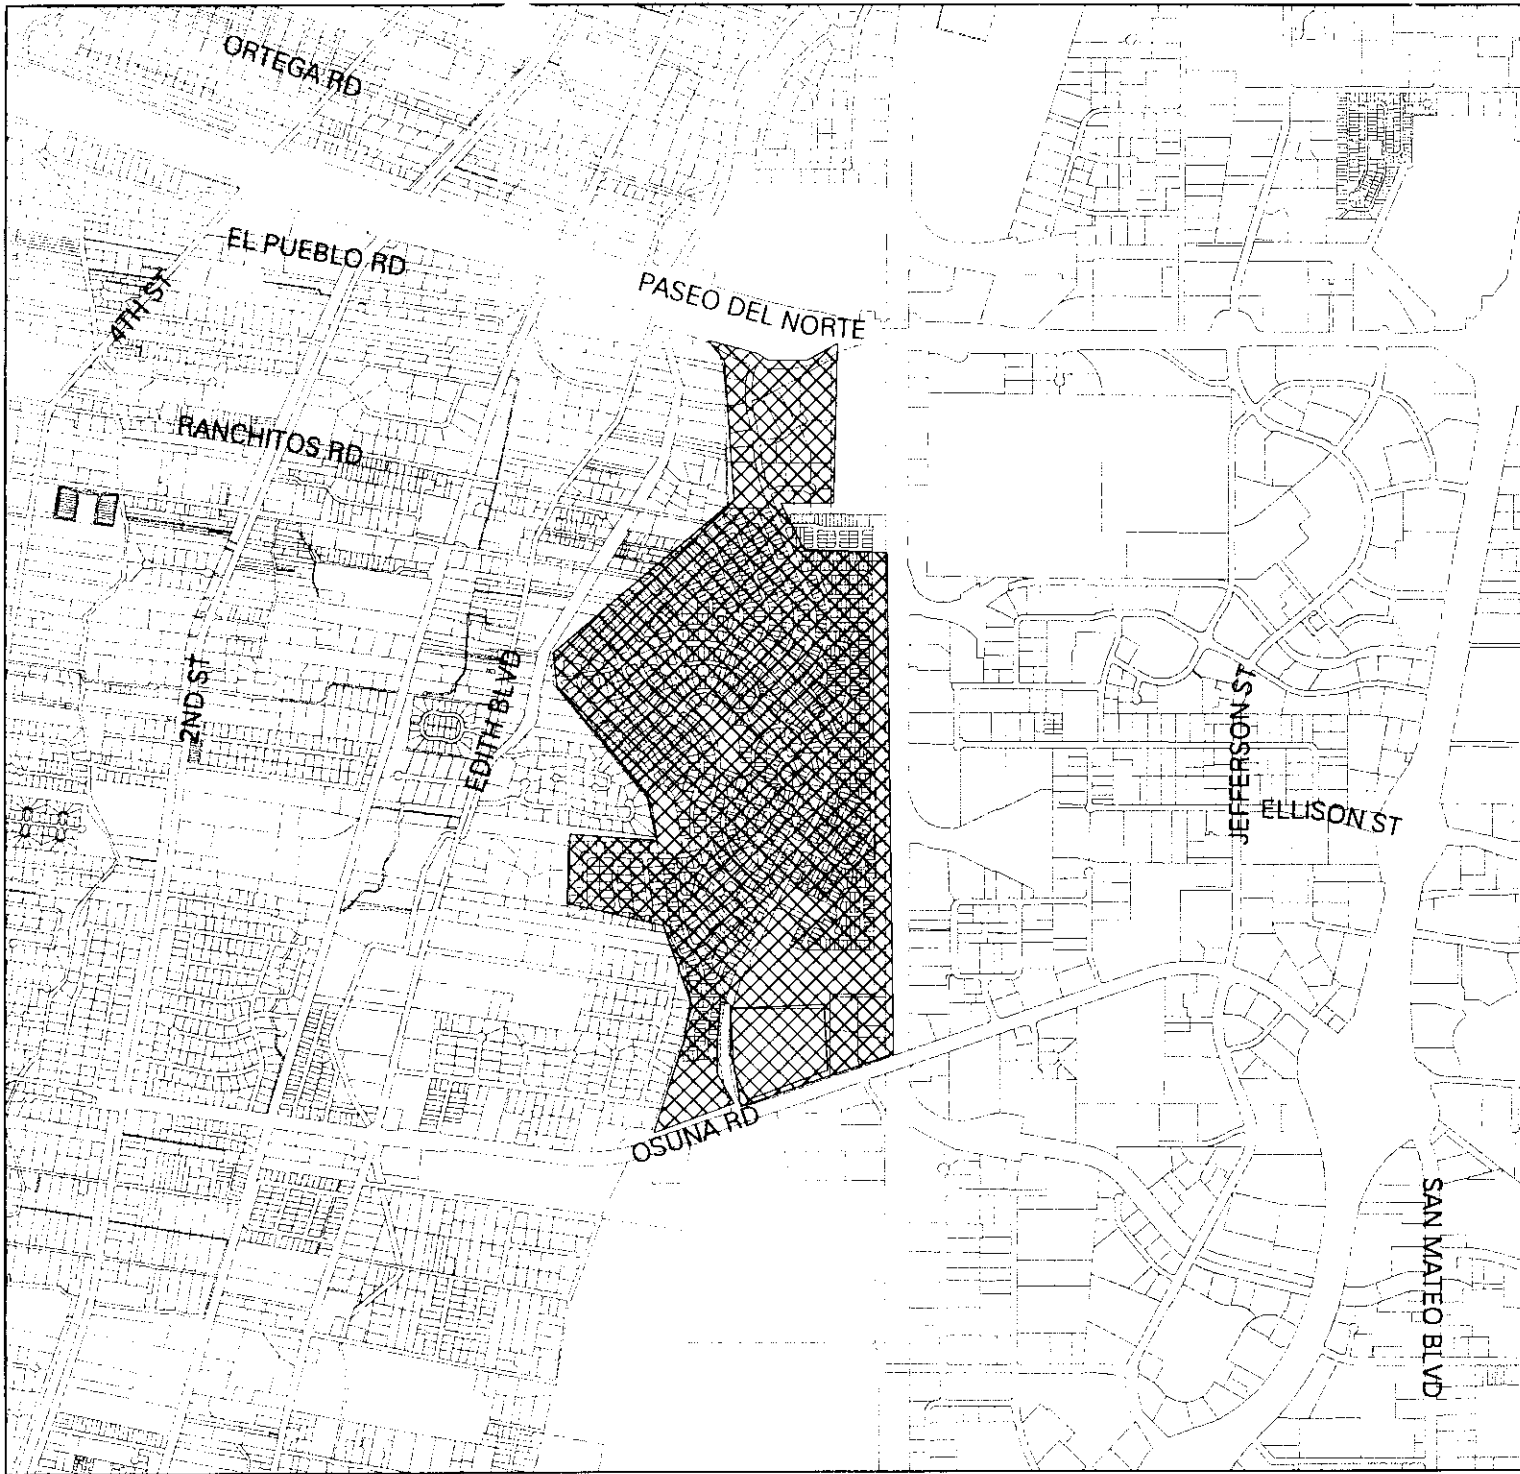 ORTEGA RD
EL PUEBLO RD
4TH ST
PASEO DEL NORTE
RANCHITOS RD
2ND ST
EDITH BLVD
JEFFERSON ST
ELLISON ST
OSUNA RD
SAN MATEO BLVD